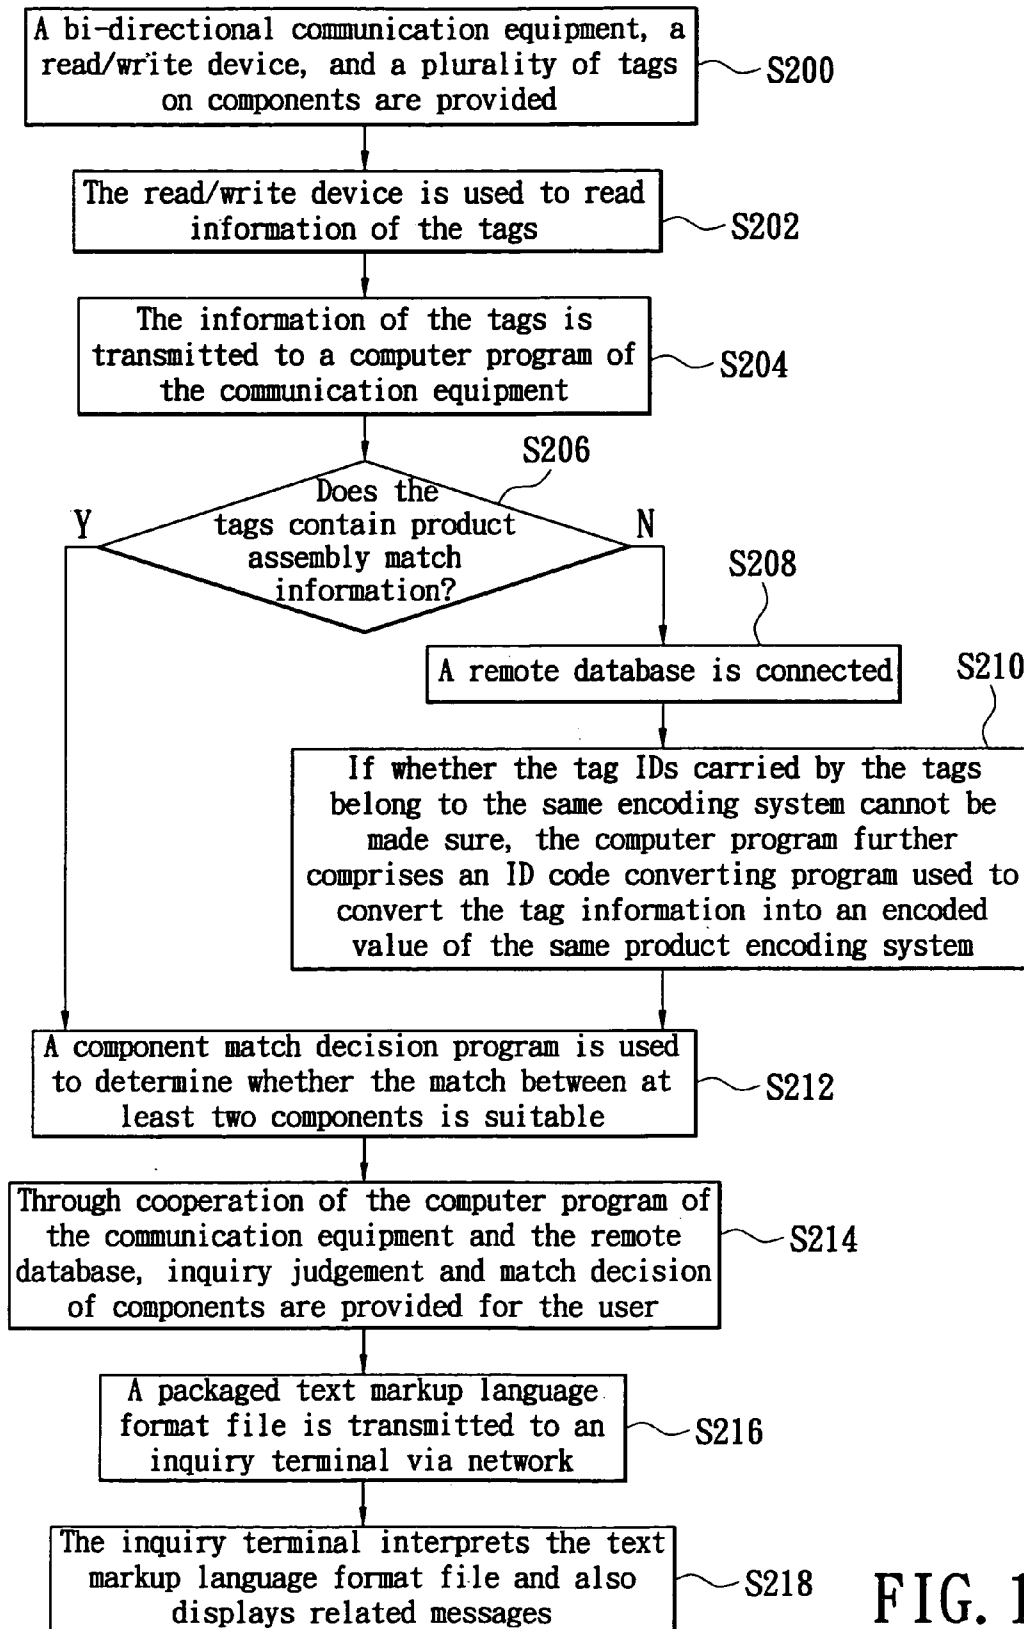 A bi-directional communication equipment, a
read/write device, and a plurality of tags
on components are provided
S200
The read/write device is used to read
information of the tags
S202
The information of the tags is
transmitted to a computer program of
the communication equipment
S204
S206
Does the
tags contain product
assembly match
information?
Y
N
S208
A remote database is connected
S210
If whether the tag IDs carried by the tags
belong to the same encoding system cannot be
made sure, the computer program further
comprises an ID code converting program used to
convert the tag information into an encoded
value of the same product encoding system
A component match decision program is used
to determine whether the match between at
least two components is suitable
S212
Through cooperation of the computer program of
the communication equipment and the remote
database, inquiry judgement and match decision
of components are provided for the user
S214
A packaged text markup language
format file is transmitted to an
inquiry terminal via network
S216
The inquiry terminal interprets the text
markup language format file and also
displays related messages
S218
FIG. 1